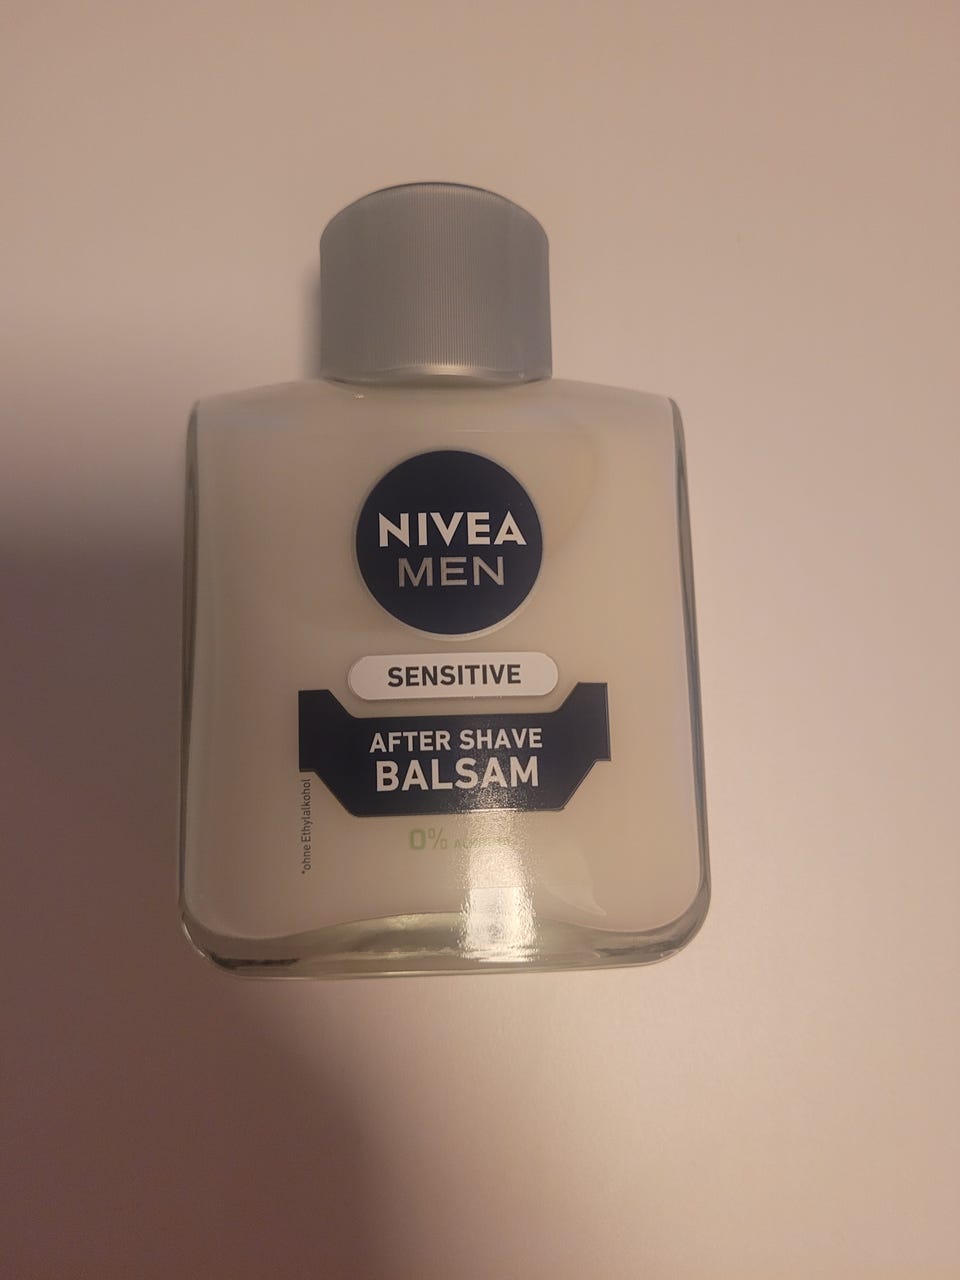 NIVEA
MEN
SENSITIVE
AFTER SHAVE
BALSAM
*ohne Ethylalkohol
0%